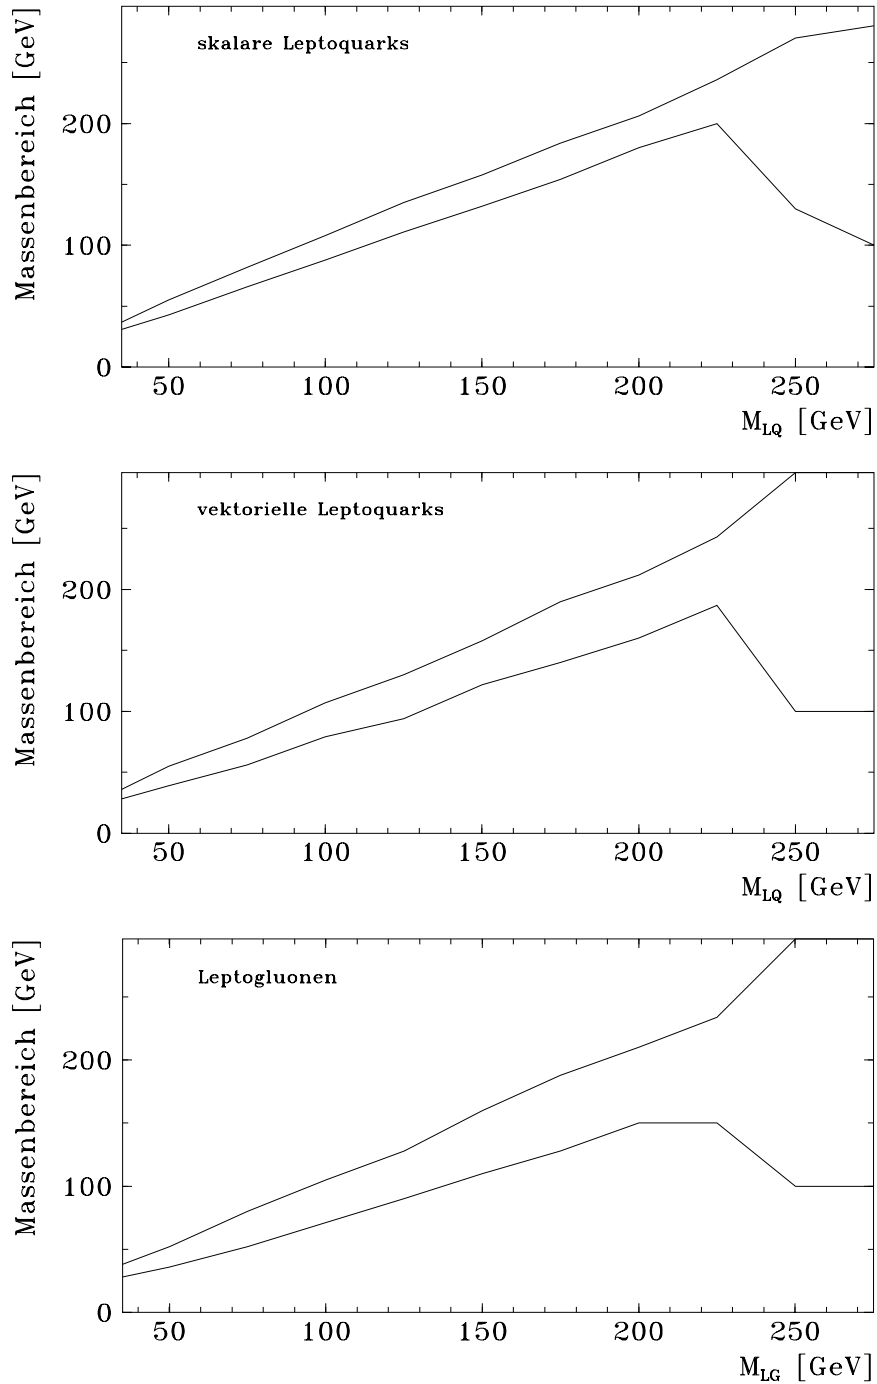 skalare Leptoquarks
Massenbereich [GeV]
200
100
0
50 100 150 200 250
M_LQ [GeV]
vektorielle Leptoquarks
Massenbereich [GeV]
200
100
0
50 100 150 200 250
M_LQ [GeV]
Leptogluonen
Massenbereich [GeV]
200
100
0
50 100 150 200 250
M_LG [GeV]